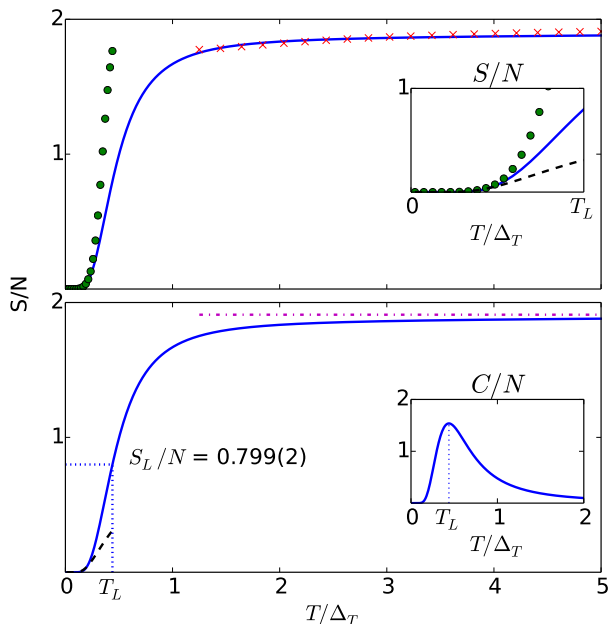 2
1
S/N
1
0
T_L
T/Δ_T
S/N
2
1
S_L/N = 0.799(2)
C/N
2
1
0
T_L
1
2
T/Δ_T
0
T_L
1
2
3
4
5
T/Δ_T